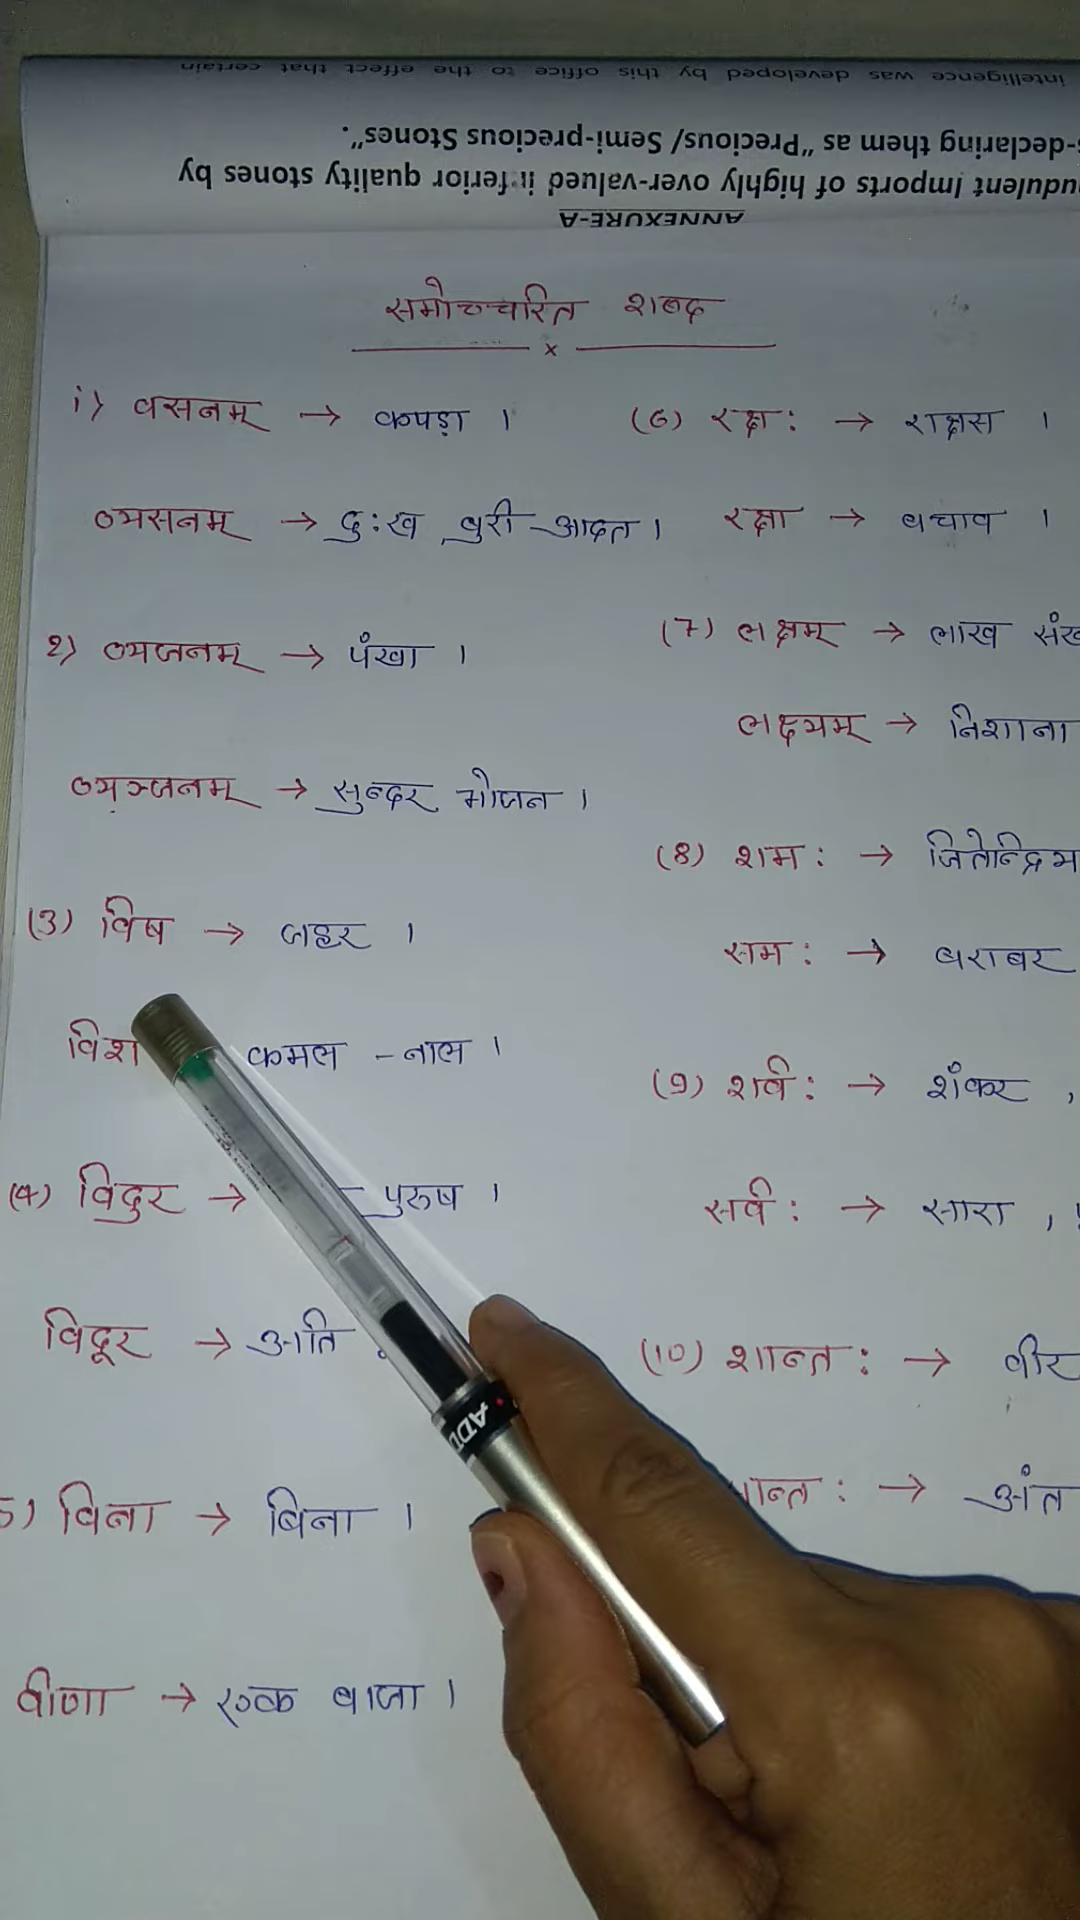 intelligence was developed by this office to the effect that certain
-declaring them as "Precious/ Semi-precious Stones".
udulent Imports of highly over-valued inferior quality stones by
ANNEXURE-A
समोच्चरित शब्द
x
1) वसनम् → कपड़ा ।
व्यसनम् → दुःख, बुरी आदत ।
2) व्यजनम् → पंखा ।
व्यञ्जनम् → सुन्दर भोजन ।
(3) विष → जहर ।
विश कमल - नाल ।
(4) विदुर → - पुरुष ।
विदूर → अति
5) विना → बिना ।
वीणा → एक बाजा ।
(6) रक्षः → राक्षस ।
रक्षा → बचाव ।
(7) लक्षम् → लाख संख
लक्ष्यम् → निशाना
(8) शमः → जितेन्द्रिय
समः → बराबर
(9) शर्वः → शंकर ,
सर्वः → सारा ,
(10) शान्तः → वीर
ान्तः → अंत
ADD